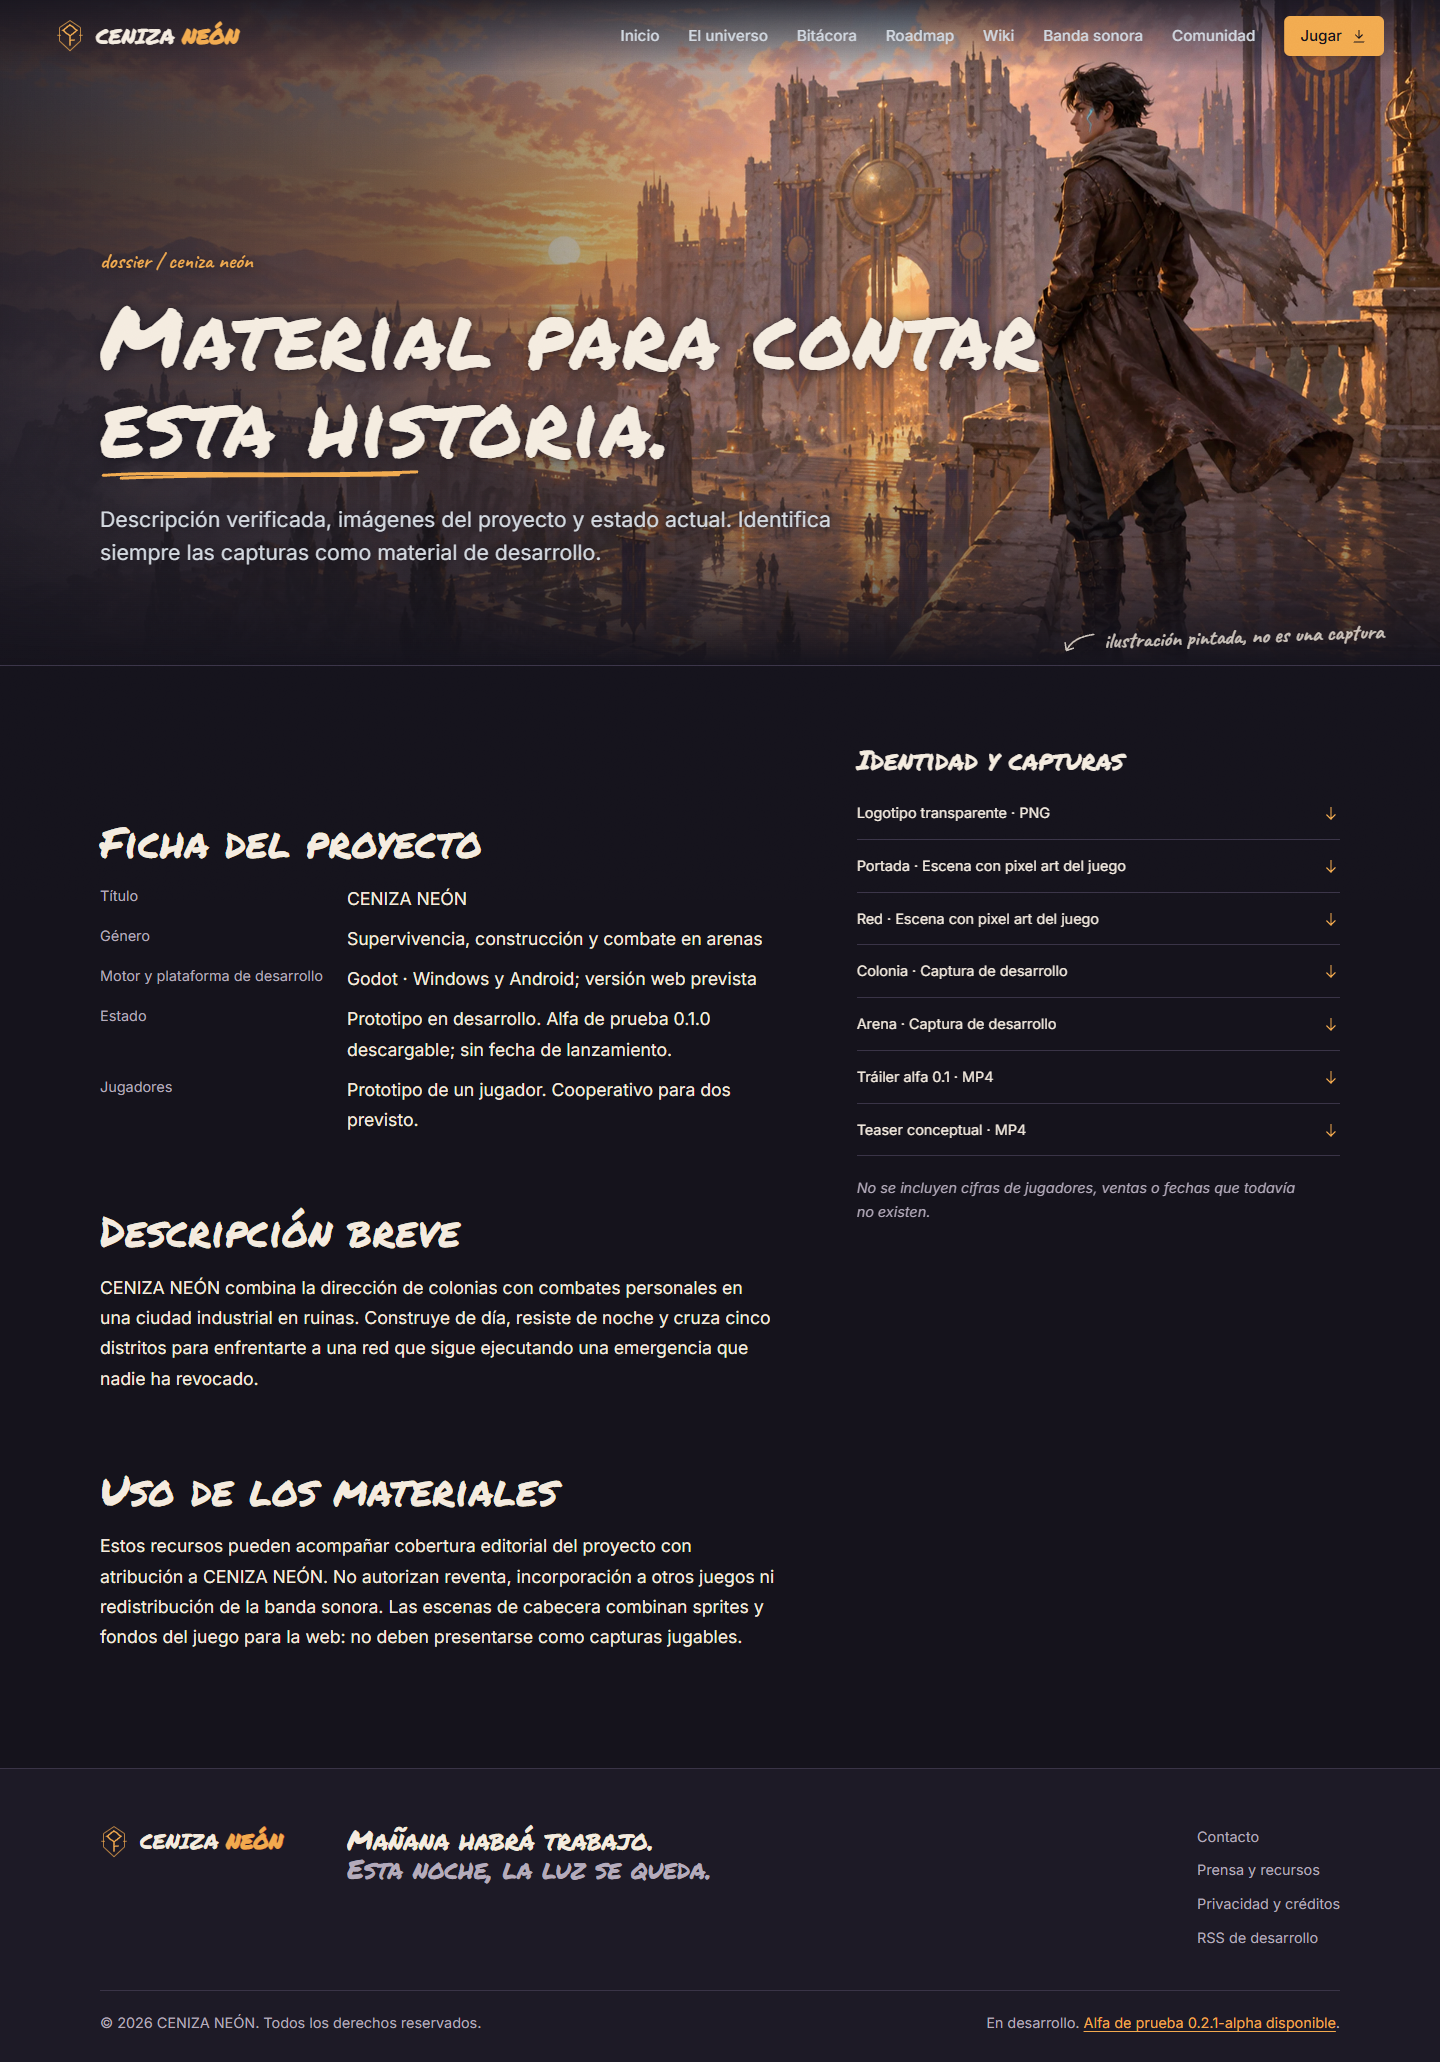 CENIZA NEÓN
Inicio El universo Bitácora Roadmap Wiki Banda sonora Comunidad Jugar
dossier / ceniza neón
Material para contar
esta historia.
Descripción verificada, imágenes del proyecto y estado actual. Identifica
siempre las capturas como material de desarrollo.
ilustración pintada, no es una captura
Ficha del proyecto
Título CENIZA NEÓN
Género Supervivencia, construcción y combate en arenas
Motor y plataforma de desarrollo Godot · Windows y Android; versión web prevista
Estado Prototipo en desarrollo. Alfa de prueba 0.1.0
descargable; sin fecha de lanzamiento.
Jugadores Prototipo de un jugador. Cooperativo para dos
previsto.
Descripción breve
CENIZA NEÓN combina la dirección de colonias con combates personales en
una ciudad industrial en ruinas. Construye de día, resiste de noche y cruza cinco
distritos para enfrentarte a una red que sigue ejecutando una emergencia que
nadie ha revocado.
Uso de los materiales
Estos recursos pueden acompañar cobertura editorial del proyecto con
atribución a CENIZA NEÓN. No autorizan reventa, incorporación a otros juegos ni
redistribución de la banda sonora. Las escenas de cabecera combinan sprites y
fondos del juego para la web: no deben presentarse como capturas jugables.
Identidad y capturas
Logotipo transparente · PNG
Portada · Escena con pixel art del juego
Red · Escena con pixel art del juego
Colonia · Captura de desarrollo
Arena · Captura de desarrollo
Tráiler alfa 0.1 · MP4
Teaser conceptual · MP4
No se incluyen cifras de jugadores, ventas o fechas que todavía
no existen.
CENIZA NEÓN
Mañana habrá trabajo.
Esta noche, la luz se queda.
Contacto
Prensa y recursos
Privacidad y créditos
RSS de desarrollo
© 2026 CENIZA NEÓN. Todos los derechos reservados.
En desarrollo. Alfa de prueba 0.2.1-alpha disponible.